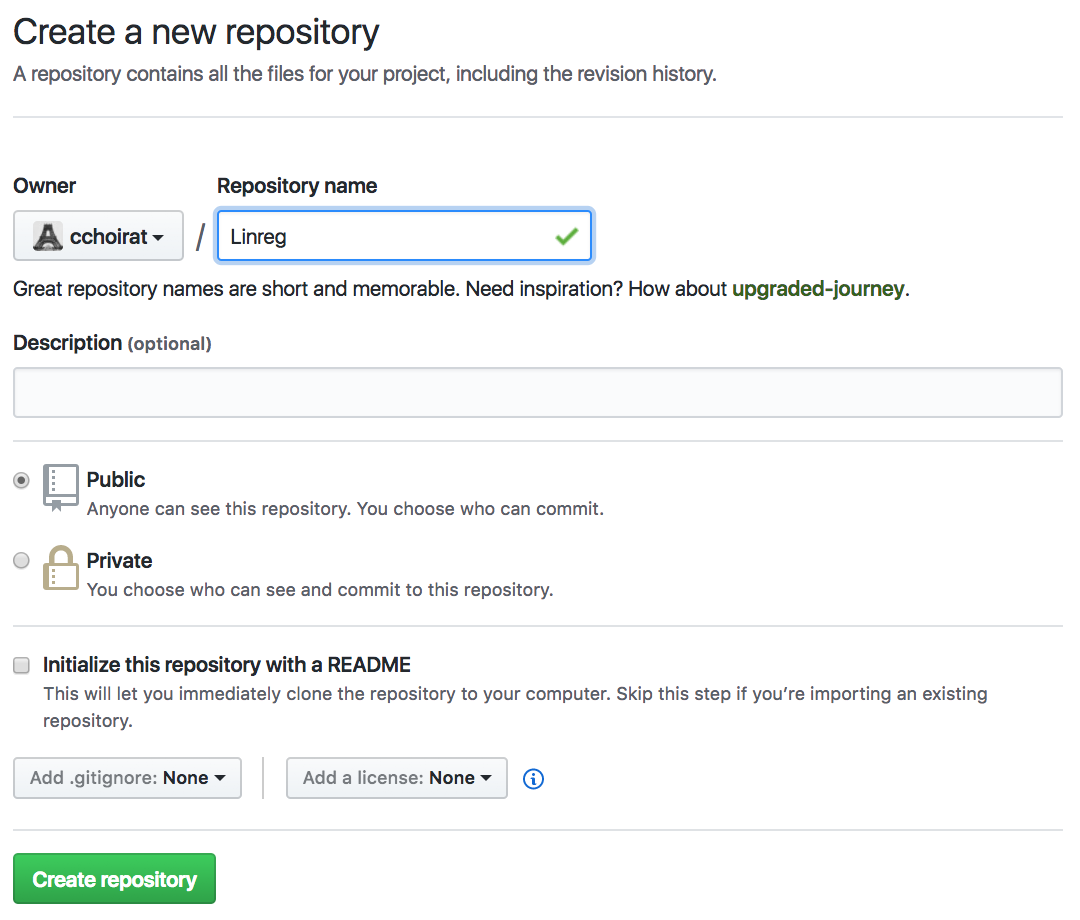 Create a new repository
A repository contains all the files for your project, including the revision history.
Owner
Repository name
cchoirat
/
Linreg
Great repository names are short and memorable. Need inspiration? How about upgraded-journey.
Description (optional)
Public
Anyone can see this repository. You choose who can commit.
Private
You choose who can see and commit to this repository.
Initialize this repository with a README
This will let you immediately clone the repository to your computer. Skip this step if you’re importing an existing
repository.
Add .gitignore: None
Add a license: None
Create repository